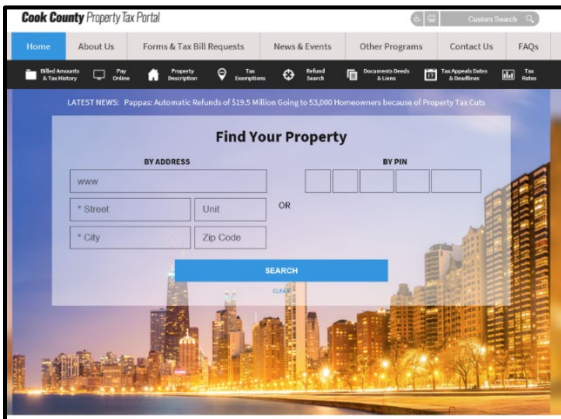 Cook County Property Tax Portal
Custom Search
Home
About Us
Forms & Tax Bill Requests
News & Events
Other Programs
Contact Us
FAQs
Billed Amounts
& Tax History
Pay
Online
Property
Description
Tax
Exemptions
Refund
Search
Documents Deeds
& Liens
Tax Appeals Dates
& Deadlines
Tax
Rates
LATEST NEWS: Pappas: Automatic Refunds of $19.5 Million Going to 53,000 Homeowners because of Property Tax Cuts
Find Your Property
BY ADDRESS
BY PIN
www
* Street
Unit
OR
* City
Zip Code
SEARCH
CLEAR